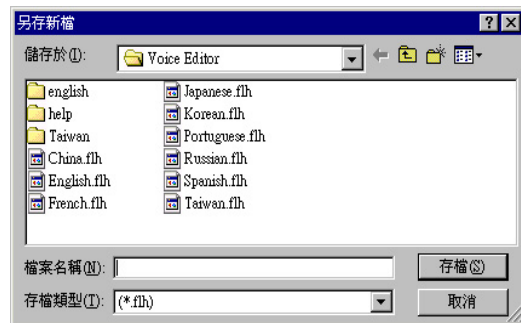 另存新檔
儲存於(I): Voice Editor
english
help
Taiwan
China.flh
English.flh
French.flh
Japanese.flh
Korean.flh
Portuguese.flh
Russian.flh
Spanish.flh
Taiwan.flh
檔案名稱(N):
存檔(S)
存檔類型(T): (*.flh)
取消